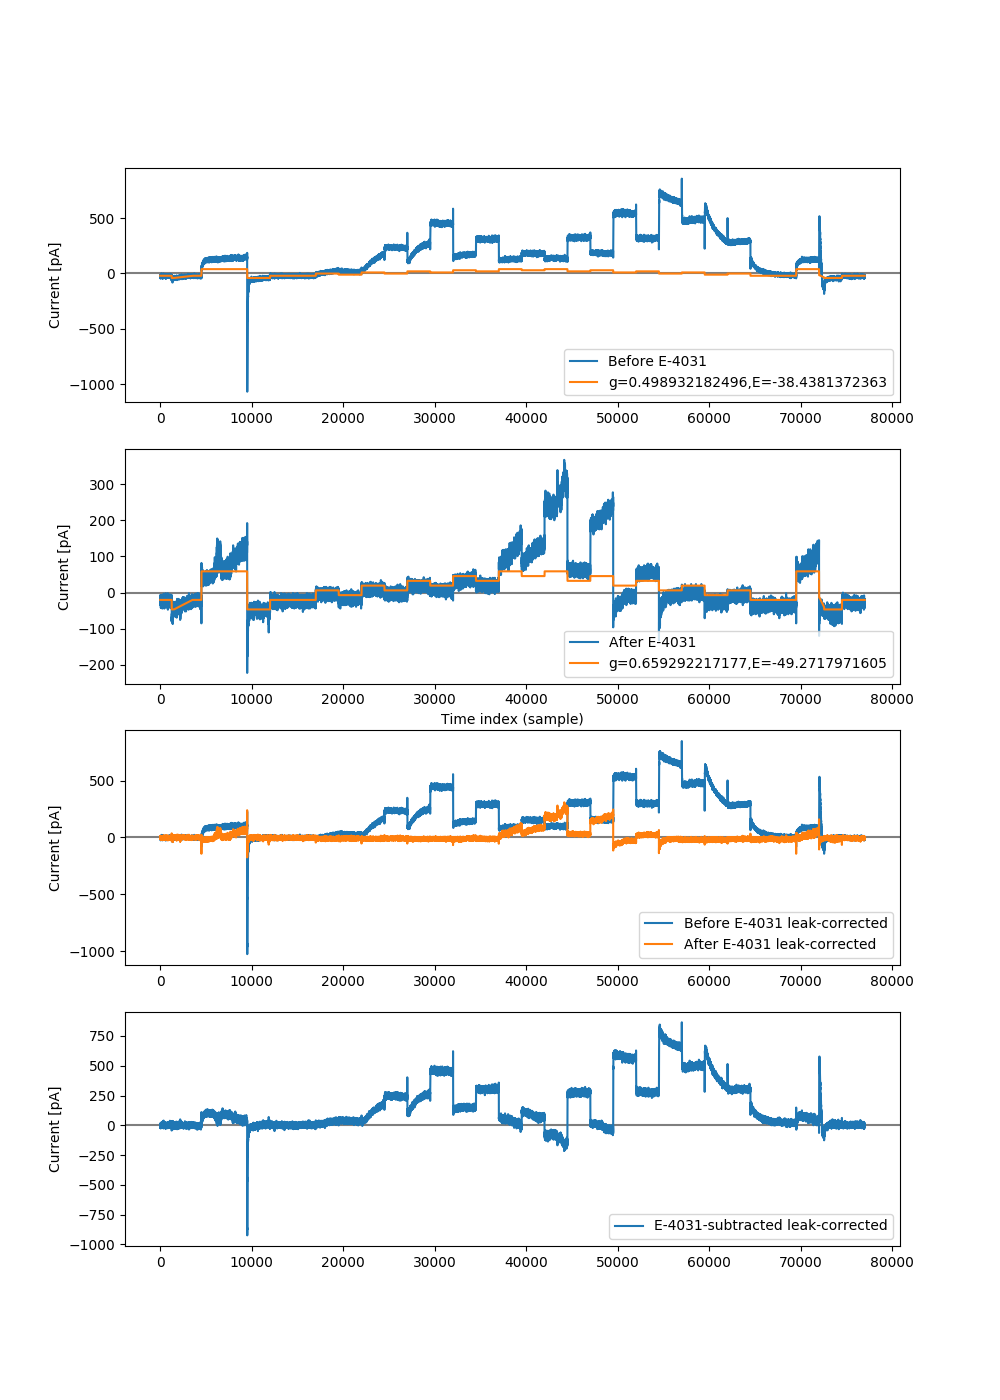 500
0
−500
−1000
Current [pA]
Before E-4031
g=0.498932182496,E=-38.4381372363
0 10000 20000 30000 40000 50000 60000 70000 80000
300
200
100
0
−100
−200
Current [pA]
After E-4031
g=0.659292217177,E=-49.2717971605
0 10000 20000 30000 40000 50000 60000 70000 80000
Time index (sample)
500
0
−500
−1000
Current [pA]
Before E-4031 leak-corrected
After E-4031 leak-corrected
0 10000 20000 30000 40000 50000 60000 70000 80000
750
500
250
0
−250
−500
−750
−1000
Current [pA]
E-4031-subtracted leak-corrected
0 10000 20000 30000 40000 50000 60000 70000 80000